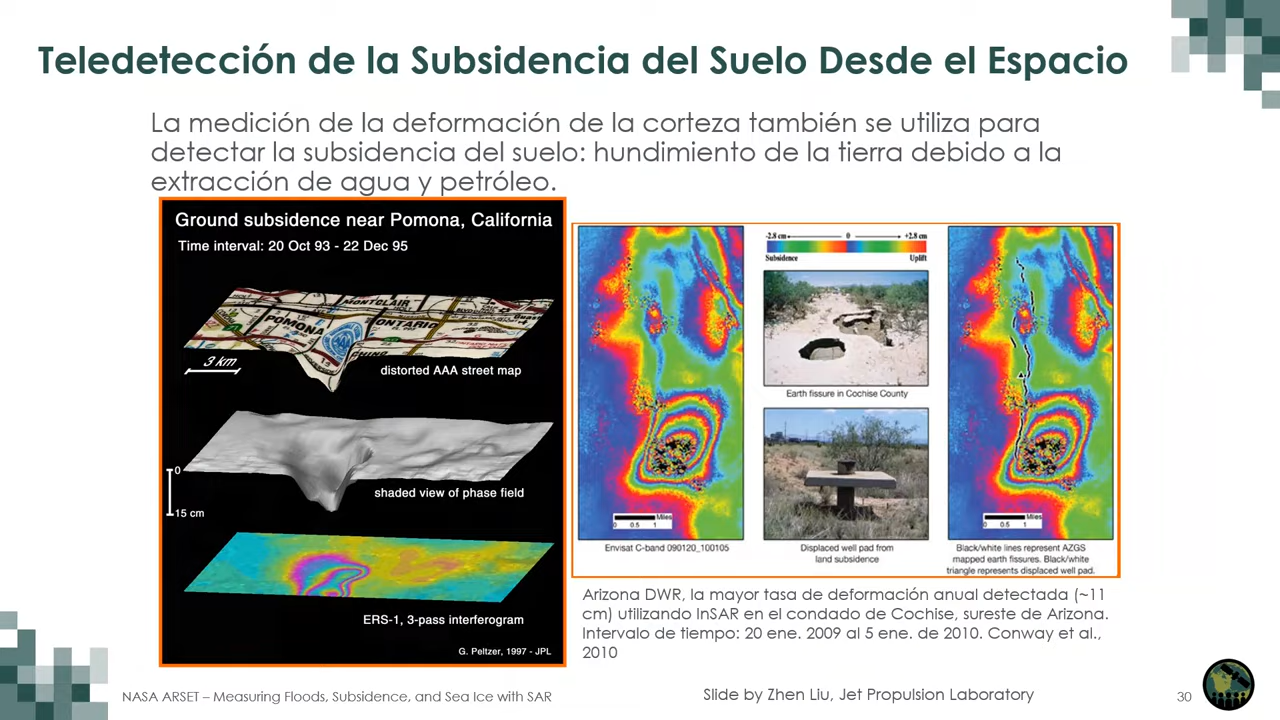 Teledetección de la Subsidencia del Suelo Desde el Espacio
La medición de la deformación de la corteza también se utiliza para
detectar la subsidencia del suelo: hundimiento de la tierra debido a la
extracción de agua y petróleo.
Ground subsidence near Pomona, California
Time interval: 20 Oct 93 - 22 Dec 95
MONTCLAIR
POMONA
ONTARIO
3 km
distorted AAA street map
0
15 cm
shaded view of phase field
ERS-1, 3-pass interferogram
G. Peltzer, 1997 - JPL
-2.8 cm 0 +2.8 cm
Subsidence Uplift
Earth fissure in Cochise County
Miles
0 0.5 1
Envisat C-band 090120_100105
Displaced well pad from
land subsidence
Miles
0 0.5 1
Black/white lines represent AZGS
mapped earth fissures. Black/white
triangle represents displaced well pad.
Arizona DWR, la mayor tasa de deformación anual detectada (~11
cm) utilizando InSAR en el condado de Cochise, sureste de Arizona.
Intervalo de tiempo: 20 ene. 2009 al 5 ene. de 2010. Conway et al.,
2010
NASA ARSET – Measuring Floods, Subsidence, and Sea Ice with SAR
Slide by Zhen Liu, Jet Propulsion Laboratory
30